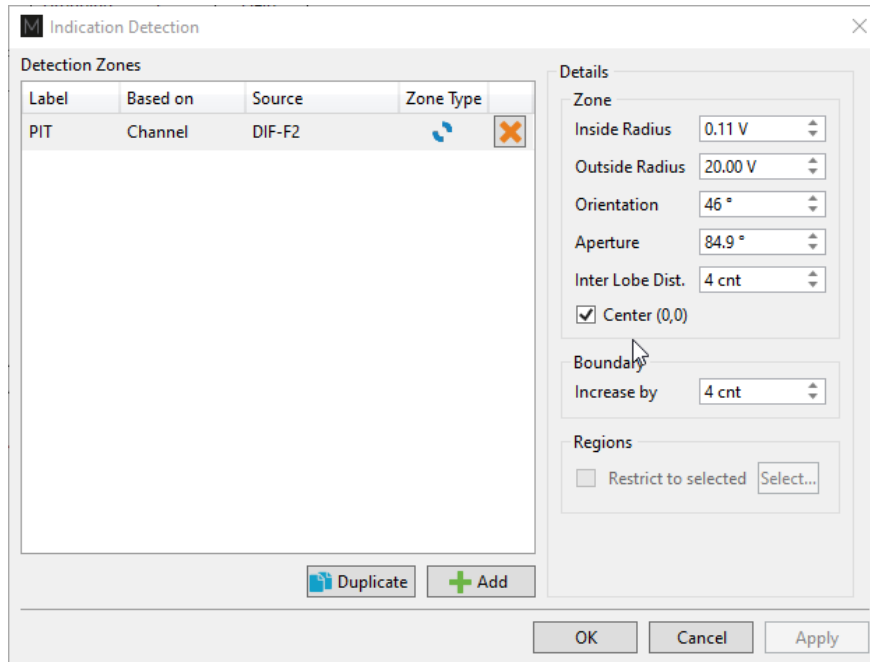 M Indication Detection
Detection Zones
Label Based on Source Zone Type
PIT Channel DIF-F2
Duplicate Add
Details
Zone
Inside Radius 0.11 V
Outside Radius 20.00 V
Orientation 46 °
Aperture 84.9 °
Inter Lobe Dist. 4 cnt
Center (0,0)
Boundary
Increase by 4 cnt
Regions
Restrict to selected Select...
OK Cancel Apply